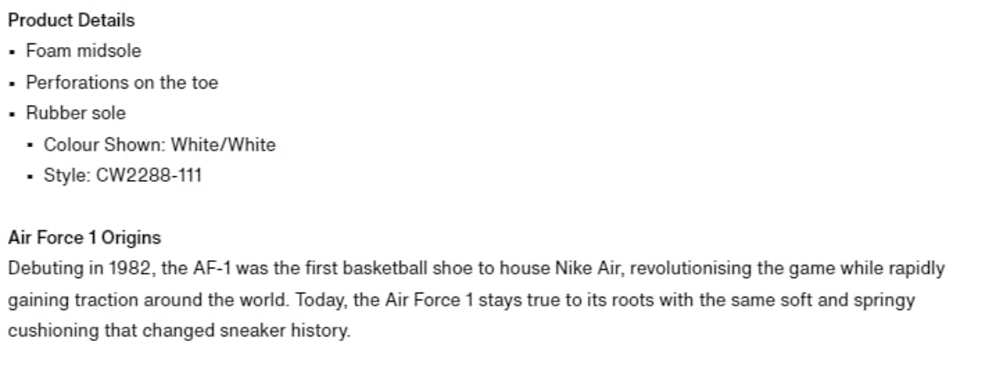 Product Details
▪ Foam midsole
▪ Perforations on the toe
▪ Rubber sole
▪ Colour Shown: White/White
▪ Style: CW2288-111
Air Force 1 Origins
Debuting in 1982, the AF-1 was the first basketball shoe to house Nike Air, revolutionising the game while rapidly
gaining traction around the world. Today, the Air Force 1 stays true to its roots with the same soft and springy
cushioning that changed sneaker history.